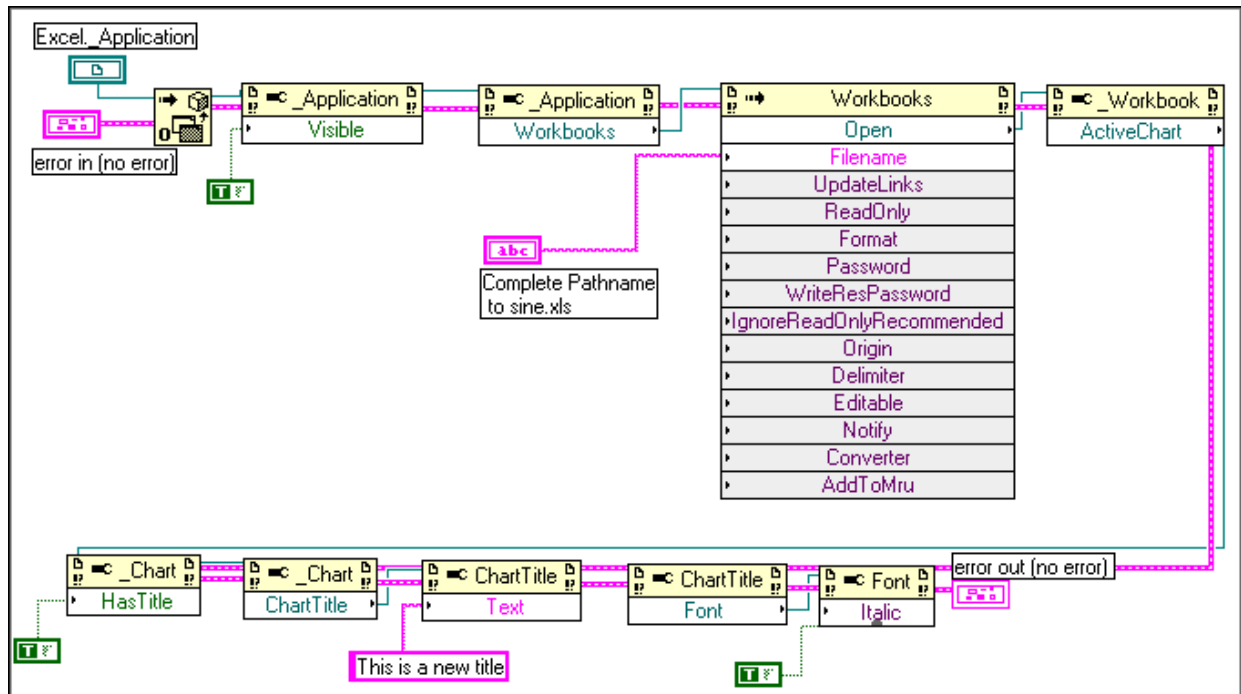 Excel._Application
_Application
Visible
_Application
Workbooks
Workbooks
Open
Filename
UpdateLinks
ReadOnly
Format
Password
WriteResPassword
IgnoreReadOnlyRecommended
Origin
Delimiter
Editable
Notify
Converter
AddToMru
_Workbook
ActiveChart
error in (no error)
T
abc
Complete Pathname
to sine.xls
_Chart
HasTitle
T
_Chart
ChartTitle
ChartTitle
Text
This is a new title
ChartTitle
Font
Font
Italic
T
error out (no error)